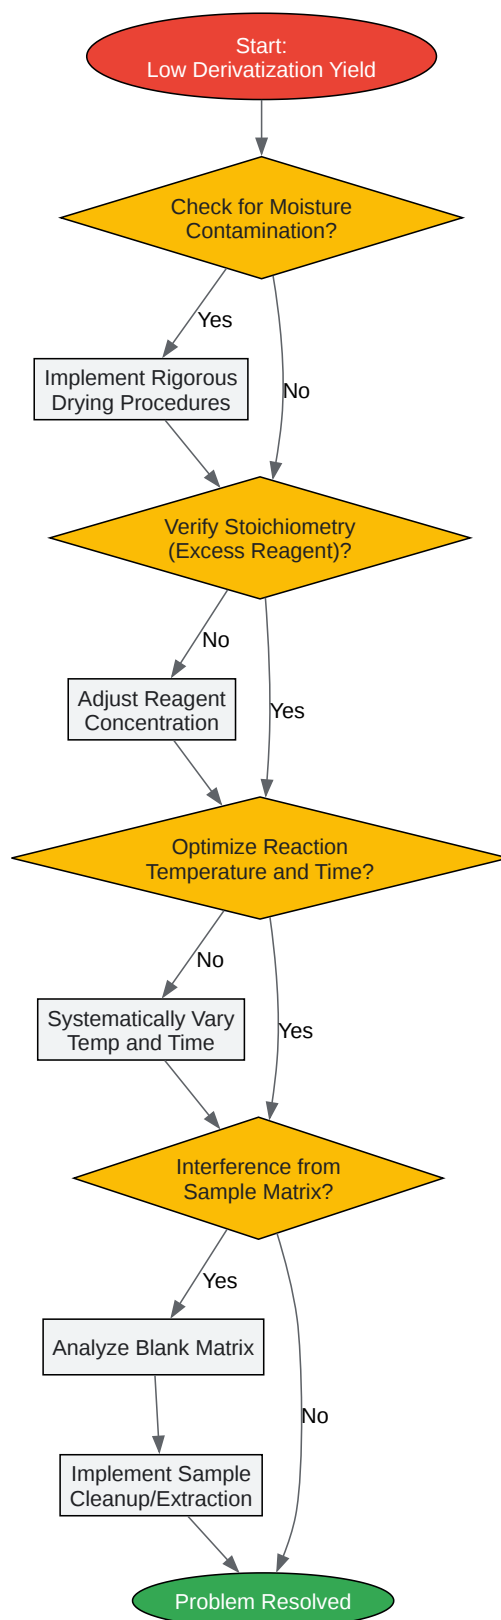 Start:
Low Derivatization Yield
Check for Moisture
Contamination?
Yes
Implement Rigorous
Drying Procedures
No
Verify Stoichiometry
(Excess Reagent)?
No
Adjust Reagent
Concentration
Yes
Optimize Reaction
Temperature and Time?
No
Systematically Vary
Temp and Time
Yes
Interference from
Sample Matrix?
Yes
Analyze Blank Matrix
No
Implement Sample
Cleanup/Extraction
Problem Resolved